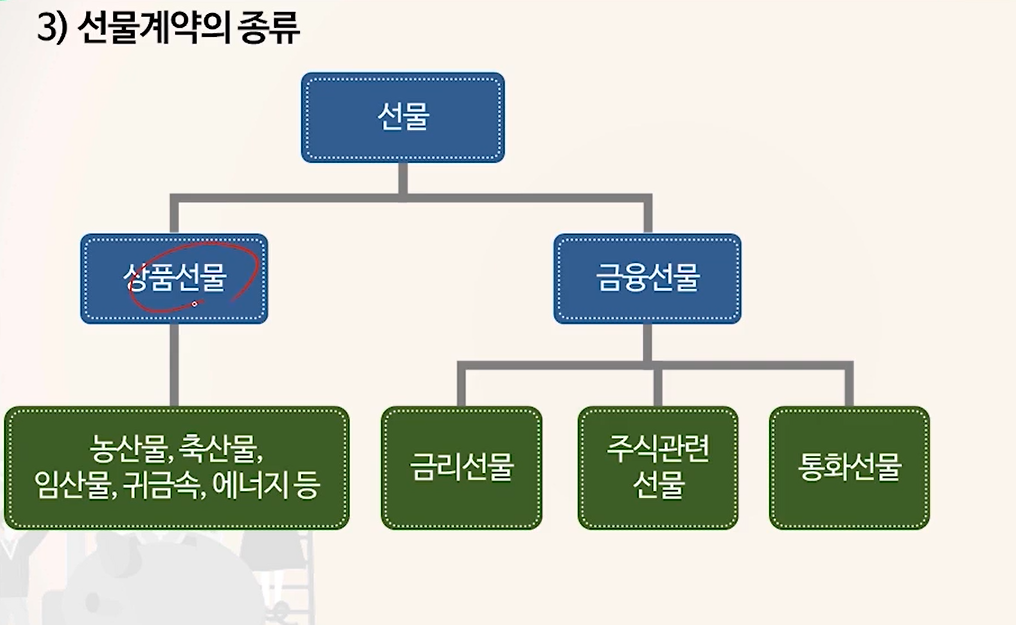 3) 선물계약의 종류
선물
상품선물
금융선물
농산물, 축산물,
임산물, 귀금속, 에너지 등
금리선물
주식관련
선물
통화선물